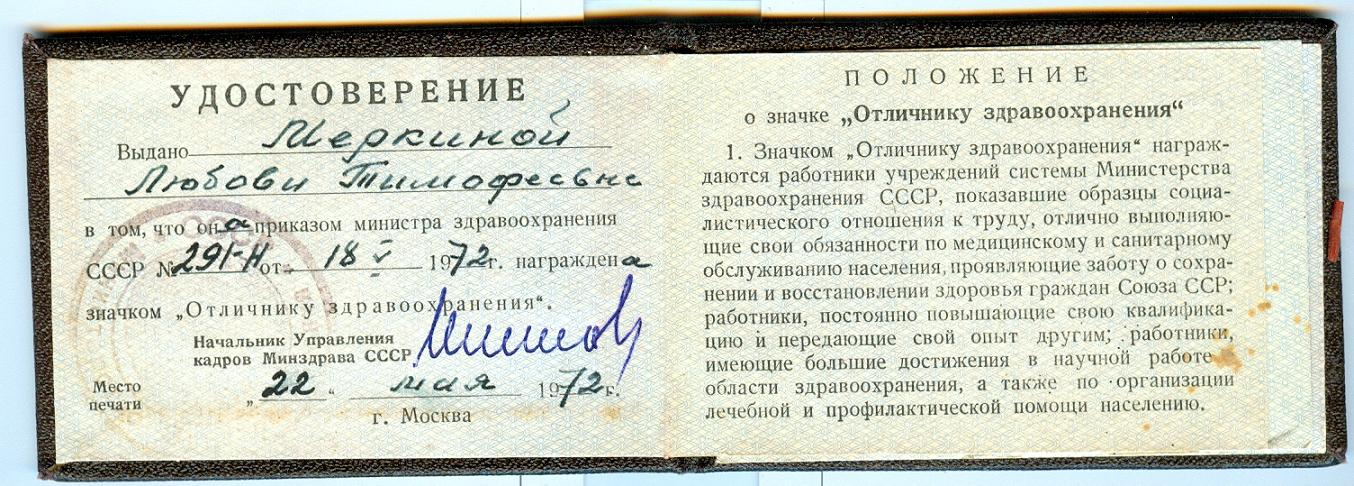 УДОСТОВЕРЕНИЕ
Выдано Меркиной
Любови Тимофеевне
в том, что она приказом министра здравоохранения
СССР № 291-Н от 18 V 1972 г. награждена
значком „Отличнику здравоохранения“.
Начальник Управления
кадров Минздрава СССР
Место
печати
„ 22 “ мая 1972 г.
г. Москва
ПОЛОЖЕНИЕ
о значке „Отличнику здравоохранения“
1. Значком „Отличнику здравоохранения“ награж-
даются работники учреждений системы Министерства
здравоохранения СССР, показавшие образцы социа-
листического отношения к труду, отлично выполняю-
щие свои обязанности по медицинскому и санитарному
обслуживанию населения, проявляющие заботу о сохра-
нении и восстановлении здоровья граждан Союза ССР;
работники, постоянно повышающие свою квалифика-
цию и передающие свой опыт другим; работники,
имеющие большие достижения в научной работе в
области здравоохранения, а также по организации
лечебной и профилактической помощи населению.